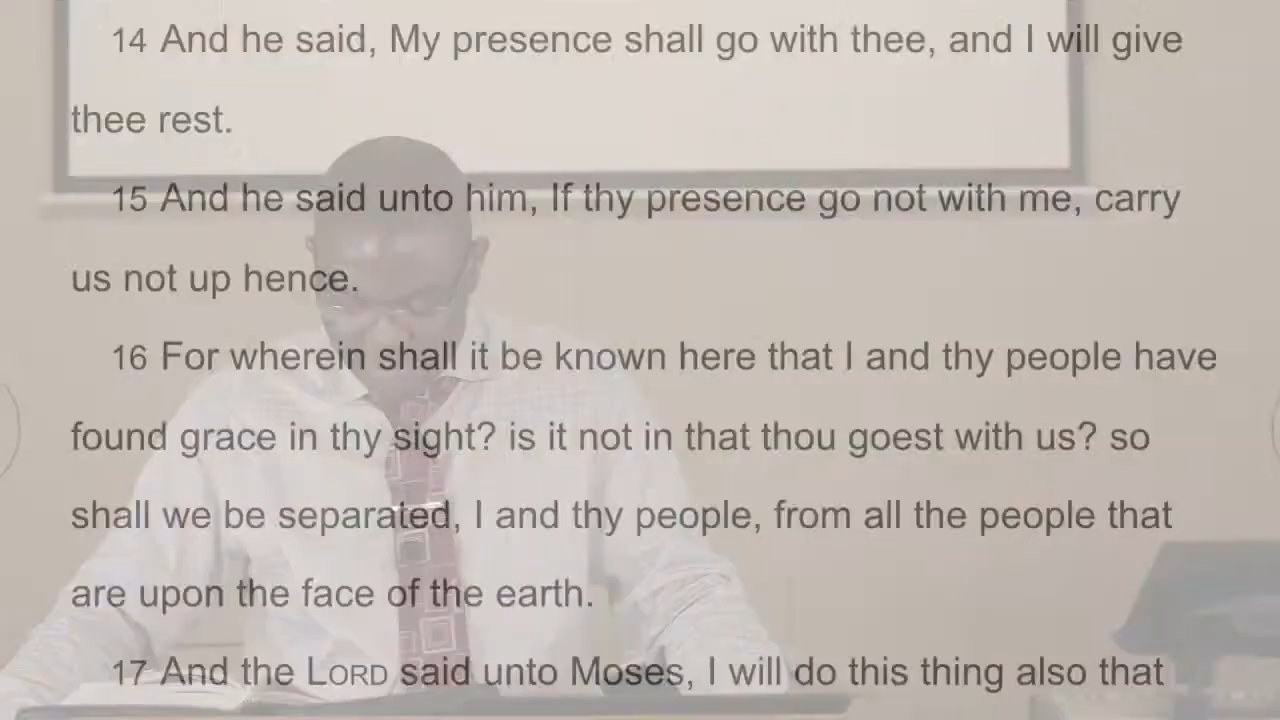 14 And he said, My presence shall go with thee, and I will give
thee rest.
15 And he said unto him, If thy presence go not with me, carry
us not up hence.
16 For wherein shall it be known here that I and thy people have
found grace in thy sight? is it not in that thou goest with us? so
shall we be separated, I and thy people, from all the people that
are upon the face of the earth.
17 And the LORD said unto Moses, I will do this thing also that